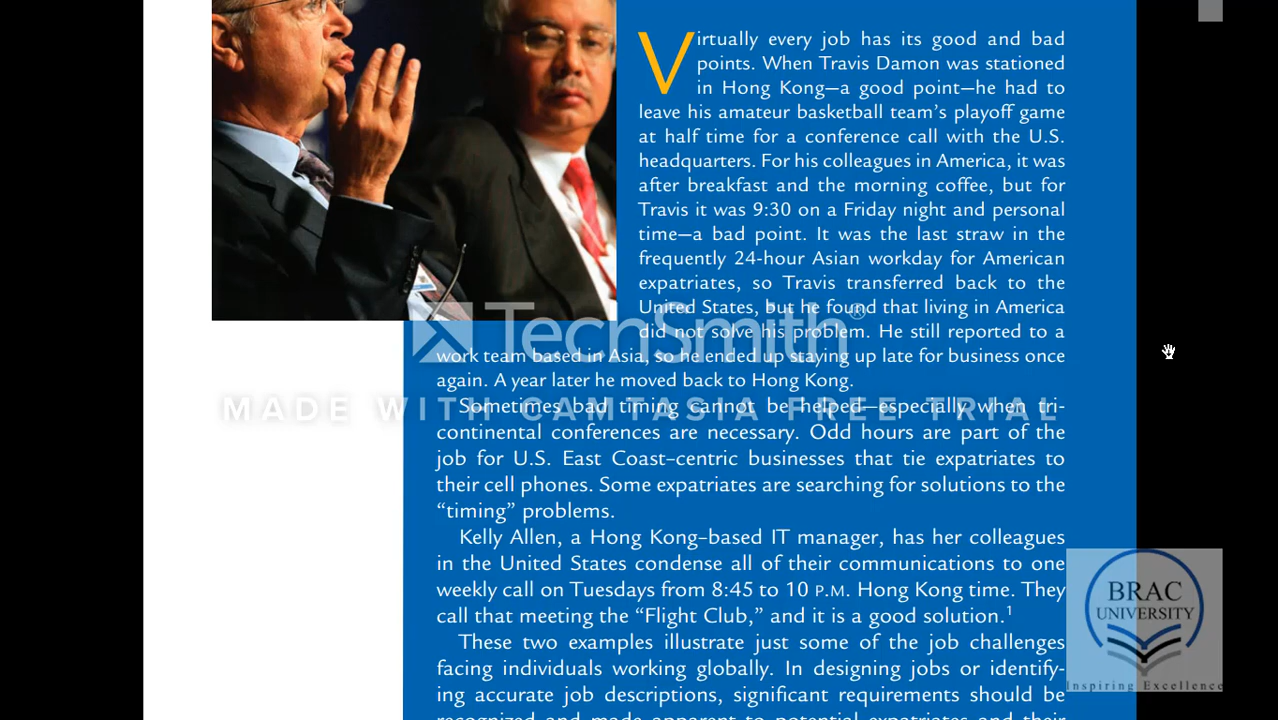 Virtually every job has its good and bad
points. When Travis Damon was stationed
in Hong Kong—a good point—he had to
leave his amateur basketball team's playoff game
at half time for a conference call with the U.S.
headquarters. For his colleagues in America, it was
after breakfast and the morning coffee, but for
Travis it was 9:30 on a Friday night and personal
time—a bad point. It was the last straw in the
frequently 24-hour Asian workday for American
expatriates, so Travis transferred back to the
United States, but he found that living in America
did not solve his problem. He still reported to a
work team based in Asia, so he ended up staying up late for business once
again. A year later he moved back to Hong Kong.
Sometimes bad timing cannot be helped—especially when tri-
continental conferences are necessary. Odd hours are part of the
job for U.S. East Coast–centric businesses that tie expatriates to
their cell phones. Some expatriates are searching for solutions to the
“timing” problems.
Kelly Allen, a Hong Kong–based IT manager, has her colleagues
in the United States condense all of their communications to one
weekly call on Tuesdays from 8:45 to 10 P.M. Hong Kong time. They
call that meeting the “Flight Club,” and it is a good solution.1
These two examples illustrate just some of the job challenges
facing individuals working globally. In designing jobs or identify-
ing accurate job descriptions, significant requirements should be
recognized and made apparent to potential expatriates and their
TechSmith®
MADE WITH CAMTASIA FREE TRIAL
BRAC
UNIVERSITY
Inspiring Excellence